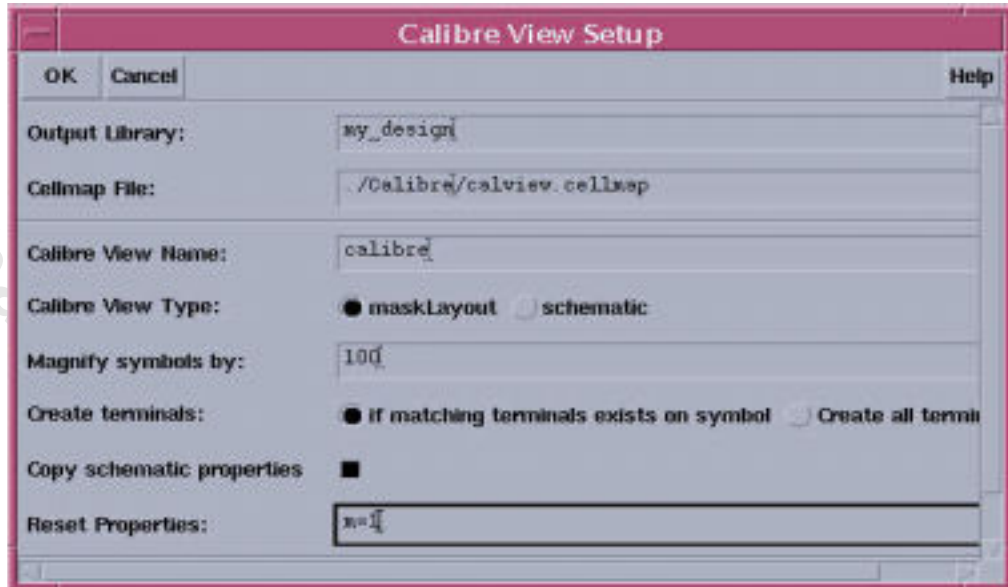 Calibre View Setup
OK Cancel Help
Output Library: my_design
Cellmap File: ./Calibre/calview.cellmap
Calibre View Name: calibre
Calibre View Type: maskLayout schematic
Magnify symbols by: 100
Create terminals: if matching terminals exists on symbol Create all
Copy schematic properties
Reset Properties: m=1